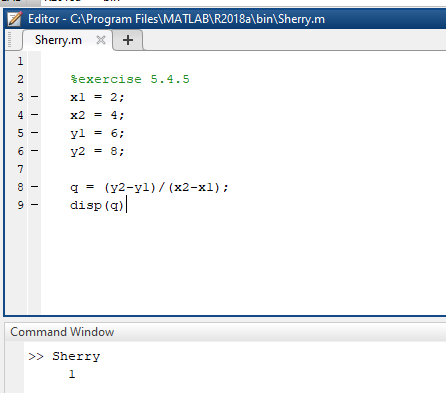 Editor - C:\Program Files\MATLAB\R2018a\bin\Sherry.m
Sherry.m × +
1
2 %exercise 5.4.5
3 – x1 = 2;
4 – x2 = 4;
5 – y1 = 6;
6 – y2 = 8;
7
8 – q = (y2-y1)/(x2-x1);
9 – disp(q)
Command Window
>> Sherry
1